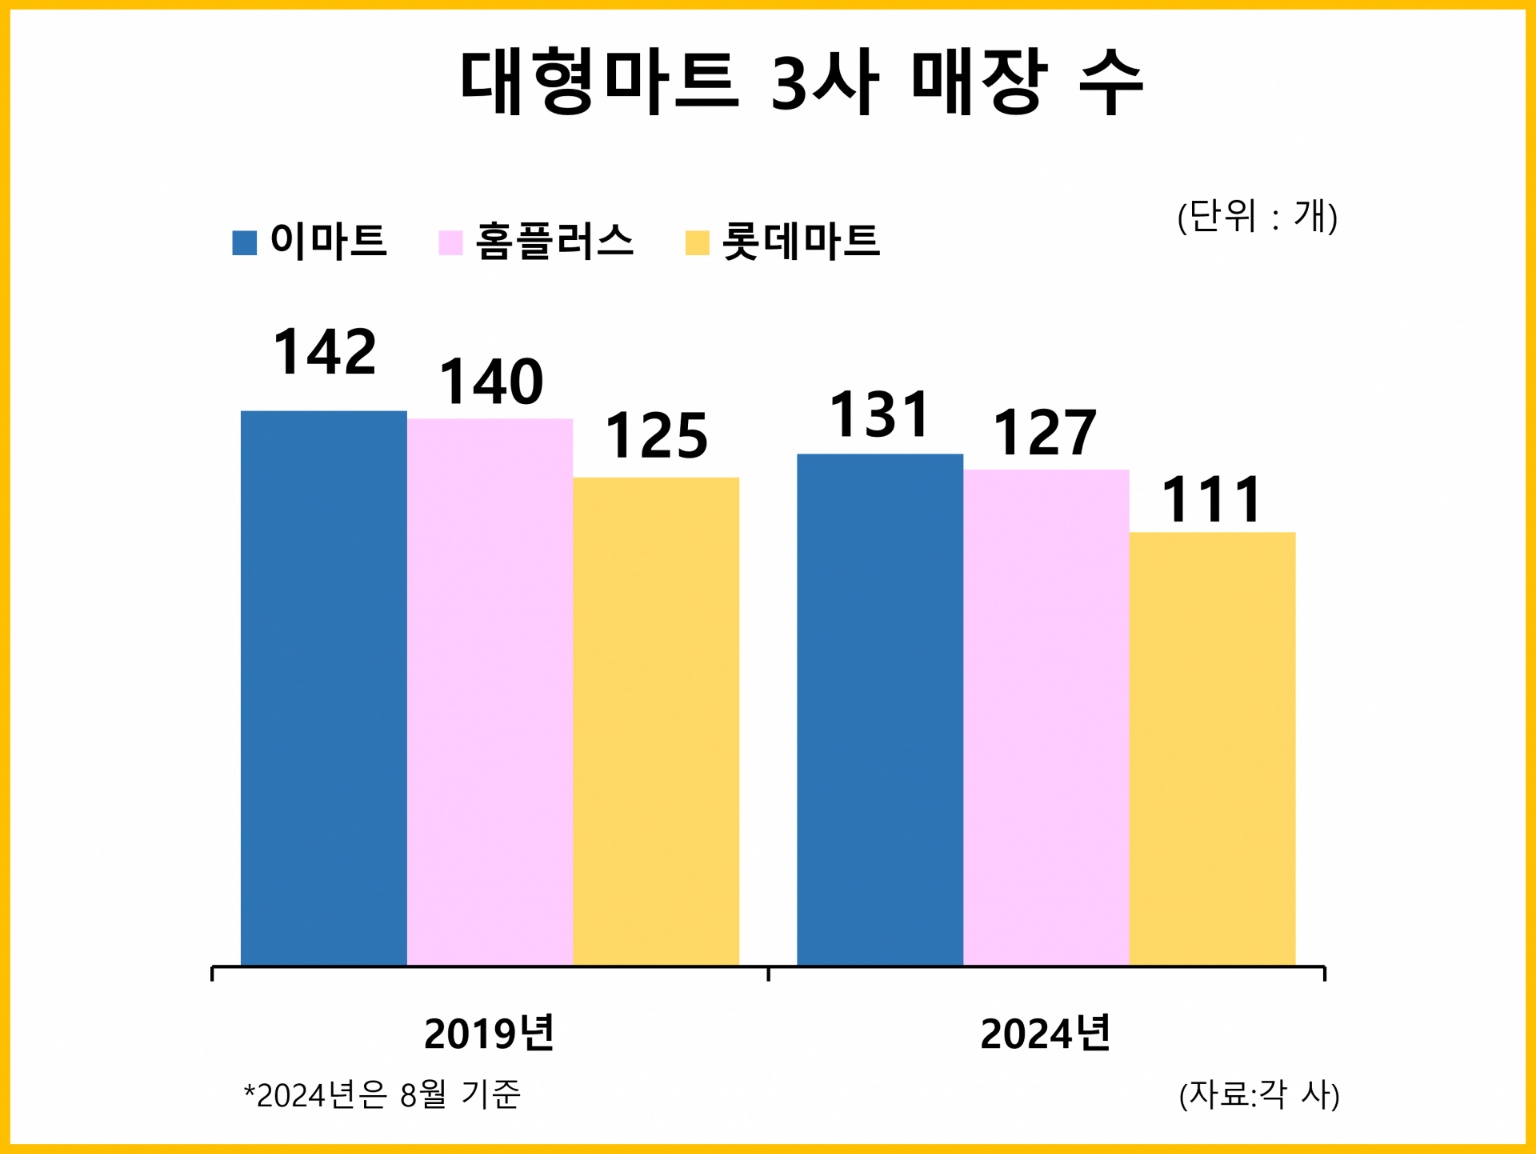 대형마트 3사 매장 수
(단위 : 개)
이마트 홈플러스 롯데마트
142 140 125 131 127 111
2019년 2024년
*2024년은 8월 기준 (자료:각 사)